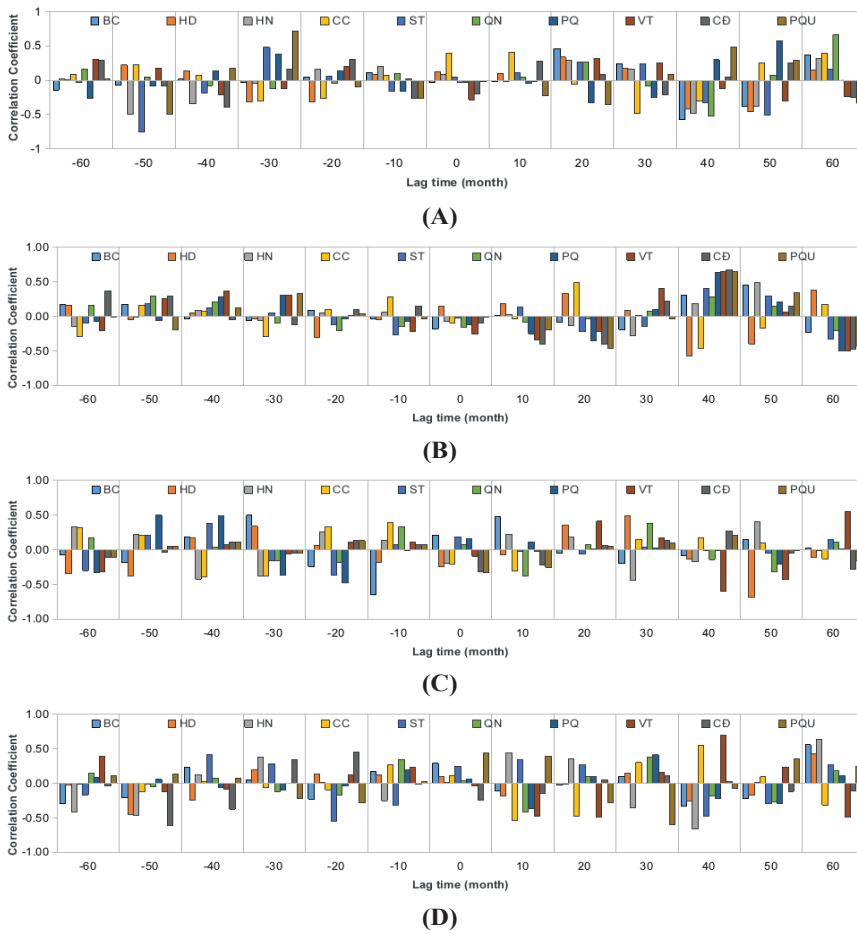 BC HD HN CC ST QN PQ VT CĐ PQU
Correlation Coefficient
1
0.5
0
-0.5
-1
-60 -50 -40 -30 -20 -10 0 10 20 30 40 50 60
Lag time (month)
(A)
BC HD HN CC ST QN PQ VT CĐ PQU
Correlation Coefficient
1.00
0.50
0.00
-0.50
-1.00
-60 -50 -40 -30 -20 -10 0 10 20 30 40 50 60
Lag time (month)
(B)
BC HD HN CC ST QN PQ VT CĐ PQU
Correlation Coefficient
1.00
0.50
0.00
-0.50
-1.00
-60 -50 -40 -30 -20 -10 0 10 20 30 40 50 60
Lag time (month)
(C)
BC HD HN CC ST QN PQ VT CĐ PQU
Correlation Coefficient
1.00
0.50
0.00
-0.50
-1.00
-60 -50 -40 -30 -20 -10 0 10 20 30 40 50 60
Lag time (month)
(D)